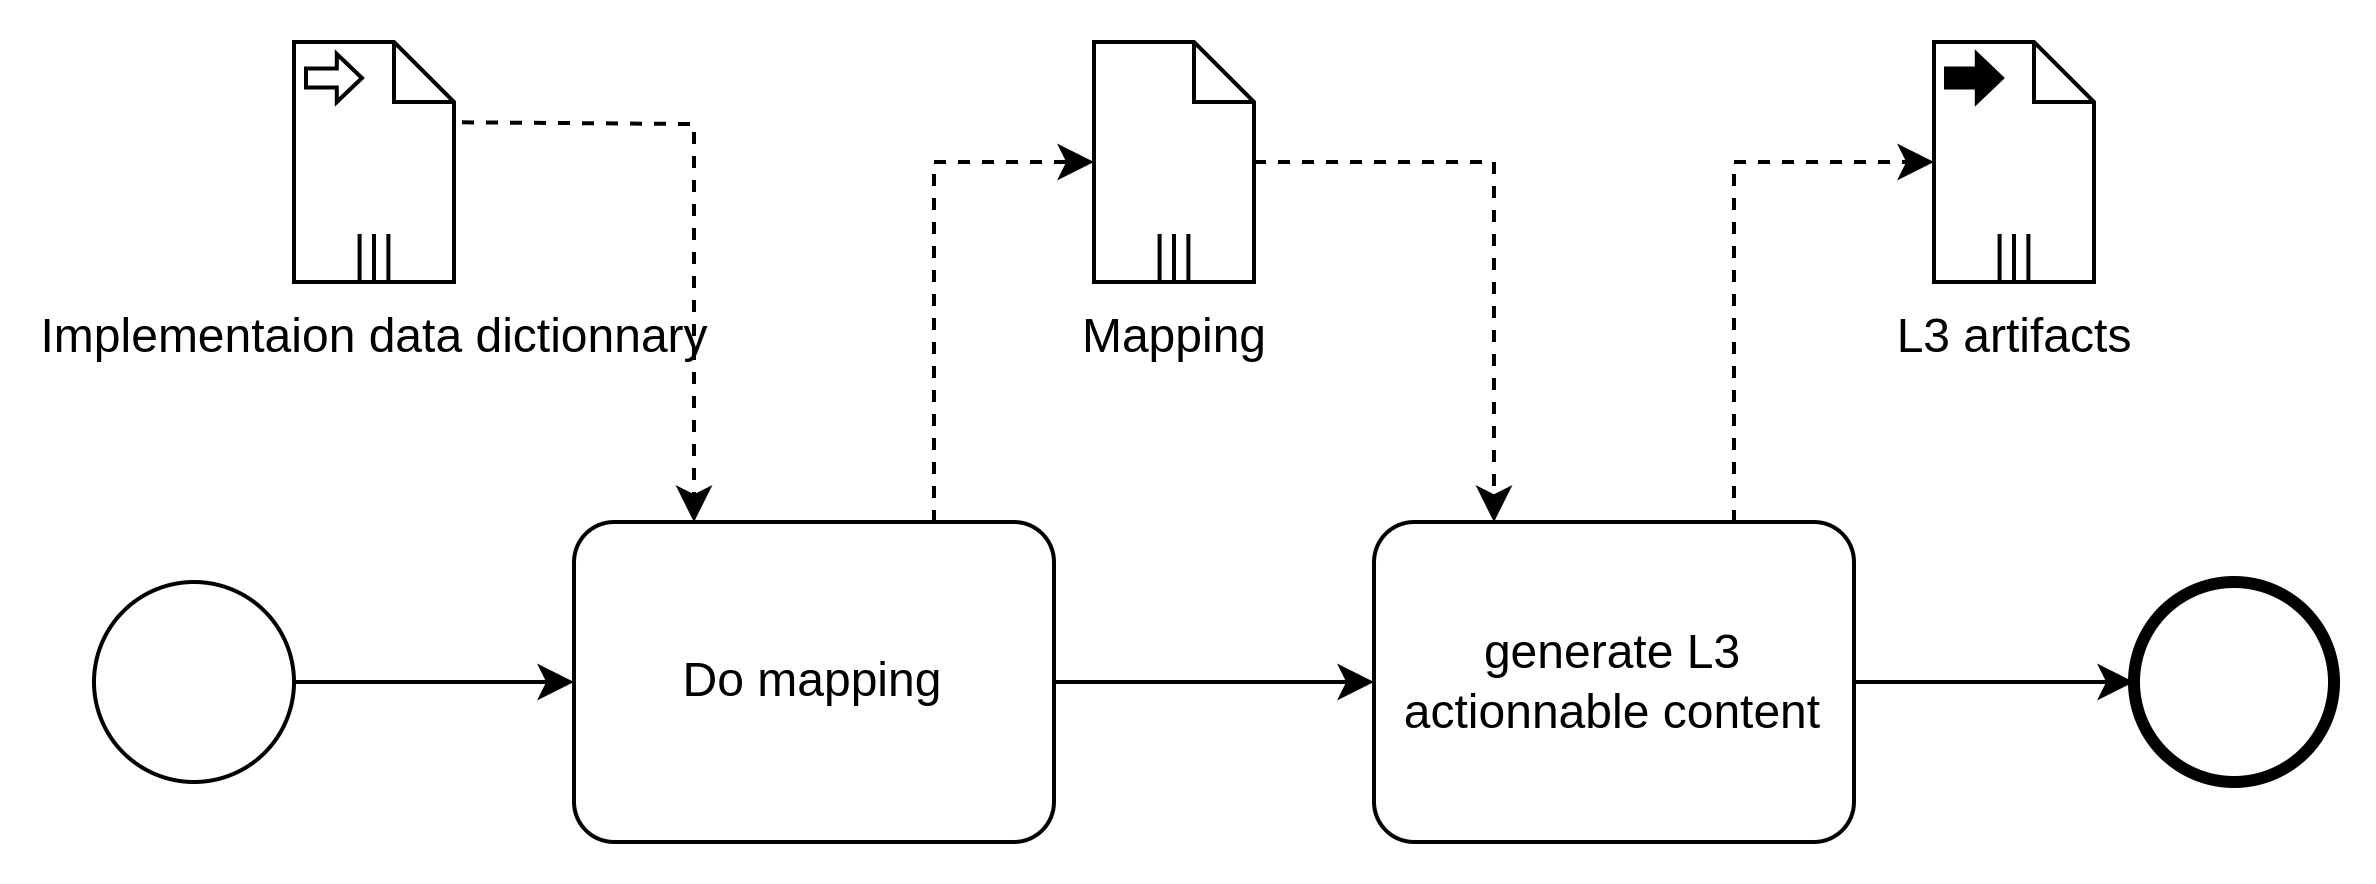 Implementaion data dictionnary
Mapping
L3 artifacts
Do mapping
generate L3
actionnable content